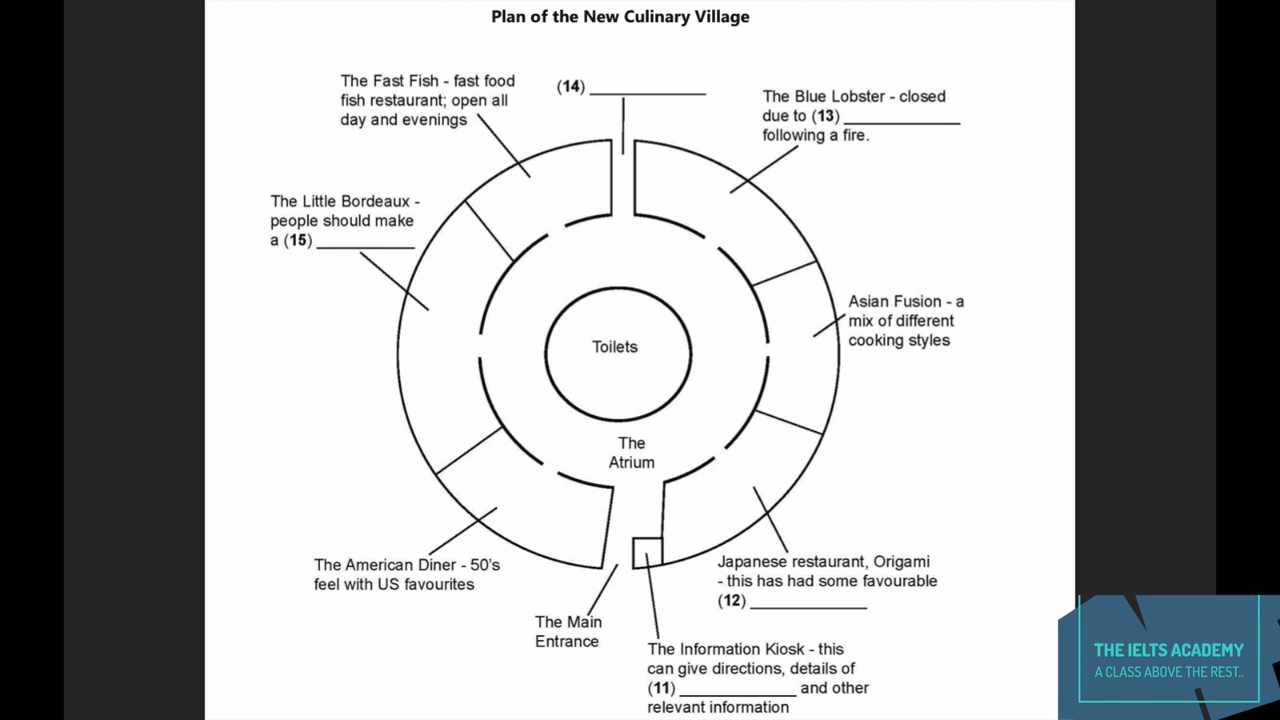 Plan of the New Culinary Village
The Fast Fish - fast food
fish restaurant; open all
day and evenings
(14) ____________
The Blue Lobster - closed
due to (13) ____________
following a fire.
The Little Bordeaux -
people should make
a (15) __________
Asian Fusion - a
mix of different
cooking styles
Toilets
The
Atrium
The American Diner - 50's
feel with US favourites
Japanese restaurant, Origami
- this has had some favourable
(12) ____________
The Main
Entrance
The Information Kiosk - this
can give directions, details of
(11) ____________ and other
relevant information
THE IELTS ACADEMY
A CLASS ABOVE THE REST..